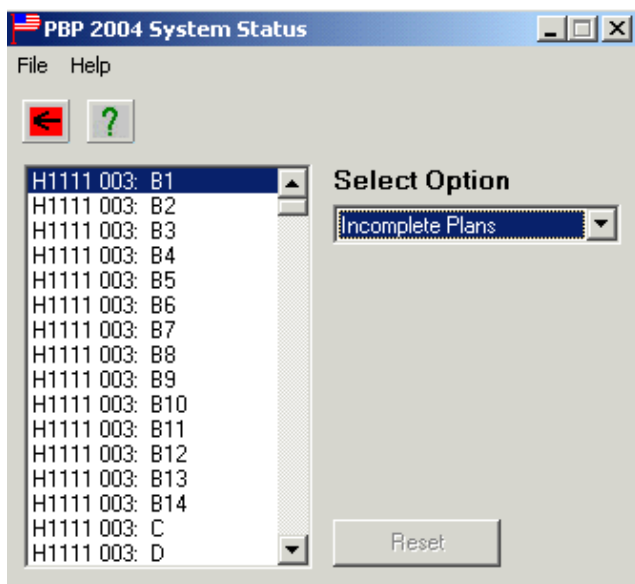 PBP 2004 System Status
File Help
?
H1111 003: B1
H1111 003: B2
H1111 003: B3
H1111 003: B4
H1111 003: B5
H1111 003: B6
H1111 003: B7
H1111 003: B8
H1111 003: B9
H1111 003: B10
H1111 003: B11
H1111 003: B12
H1111 003: B13
H1111 003: B14
H1111 003: C
H1111 003: D
Select Option
Incomplete Plans
Reset